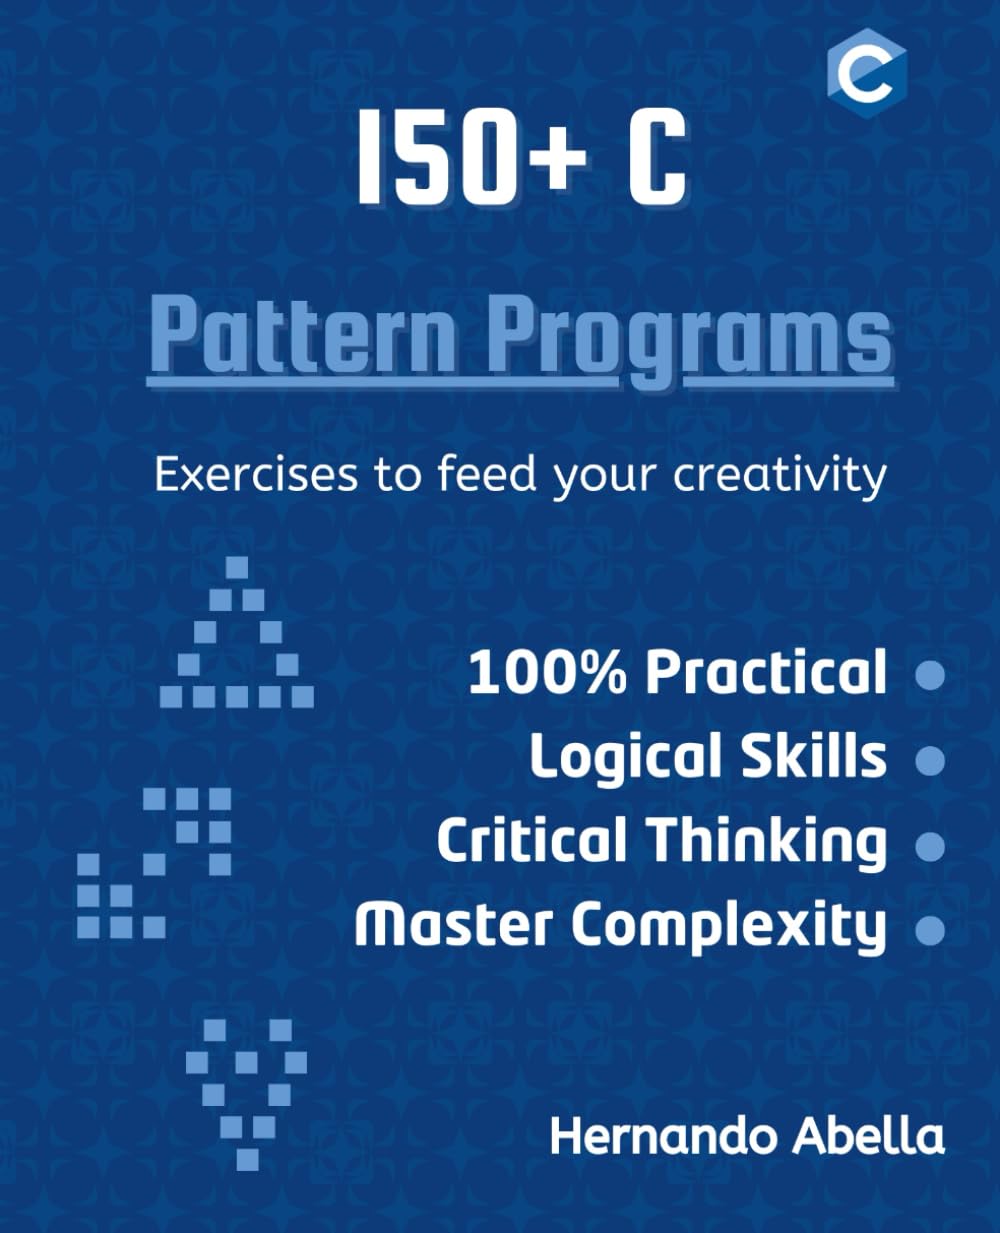 C
150+ C
Pattern Programs
Exercises to feed your creativity
100% Practical
Logical Skills
Critical Thinking
Master Complexity
Hernando Abella